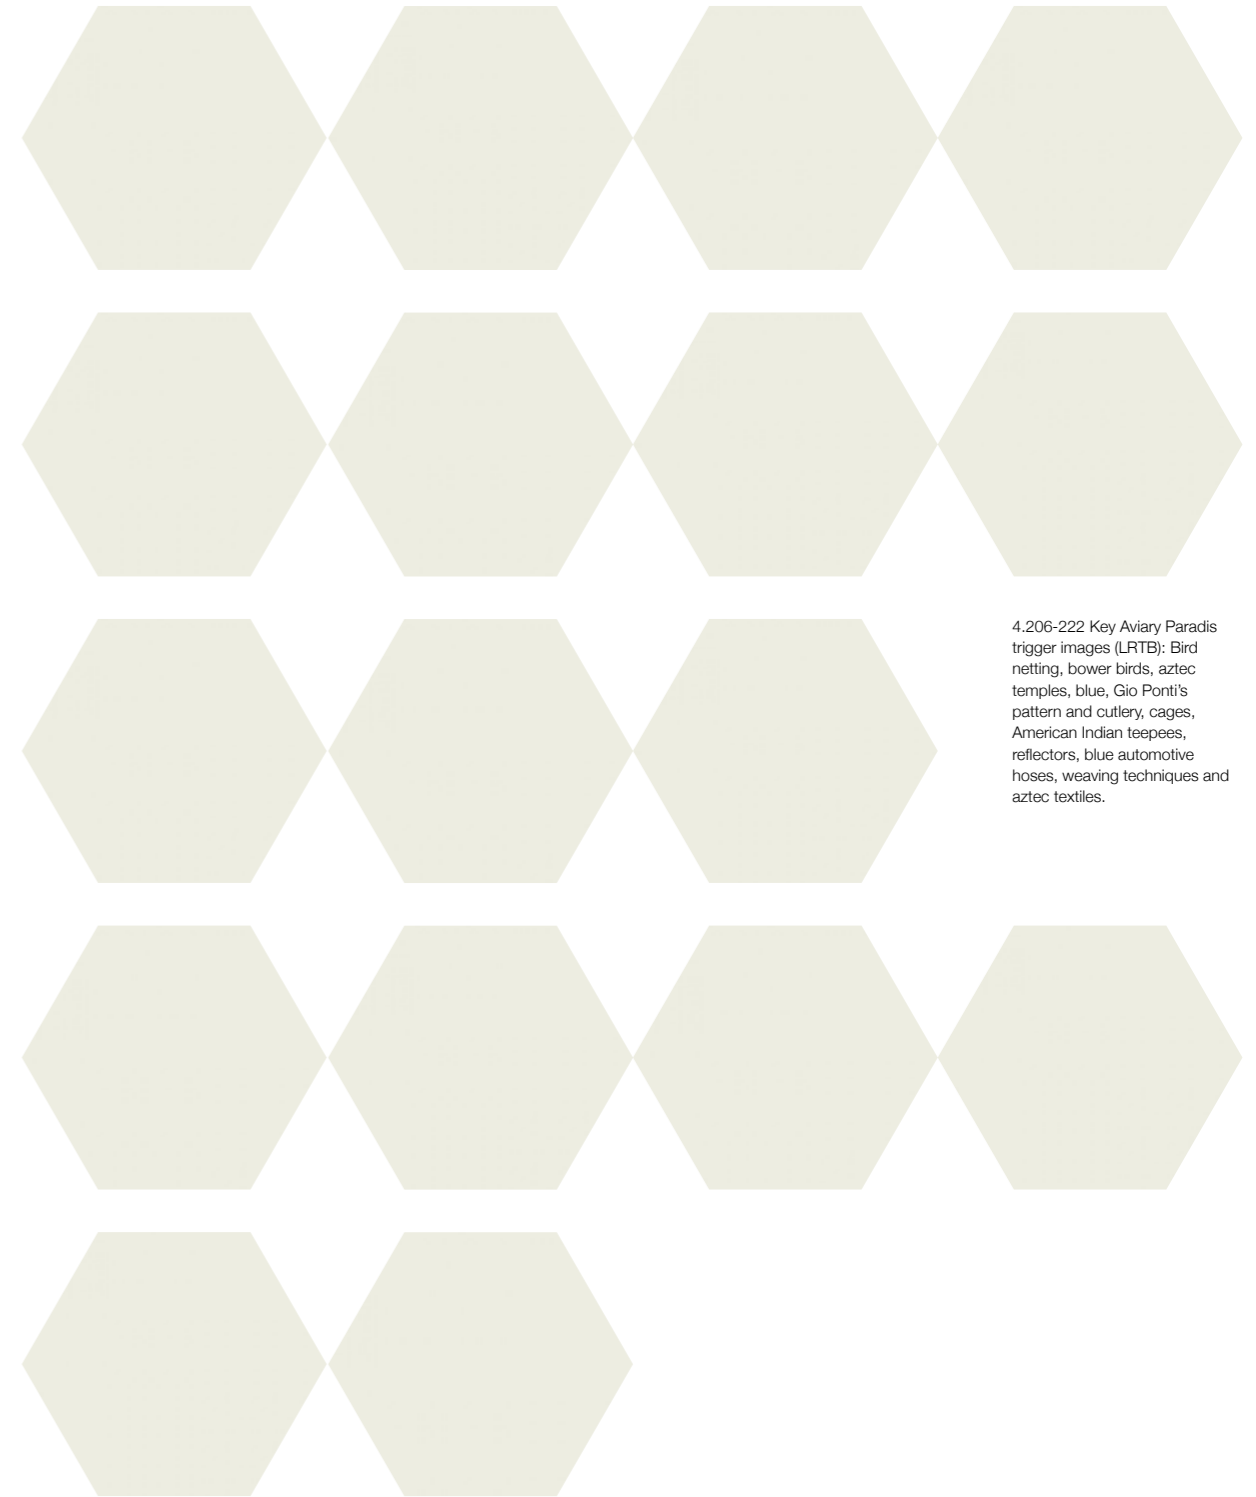 4.206-222 Key Aviary Paradis
trigger images (LRTB): Bird
netting, bower birds, aztec
temples, blue, Gio Ponti’s
pattern and cutlery, cages,
American Indian teepees,
reflectors, blue automotive
hoses, weaving techniques and
aztec textiles.